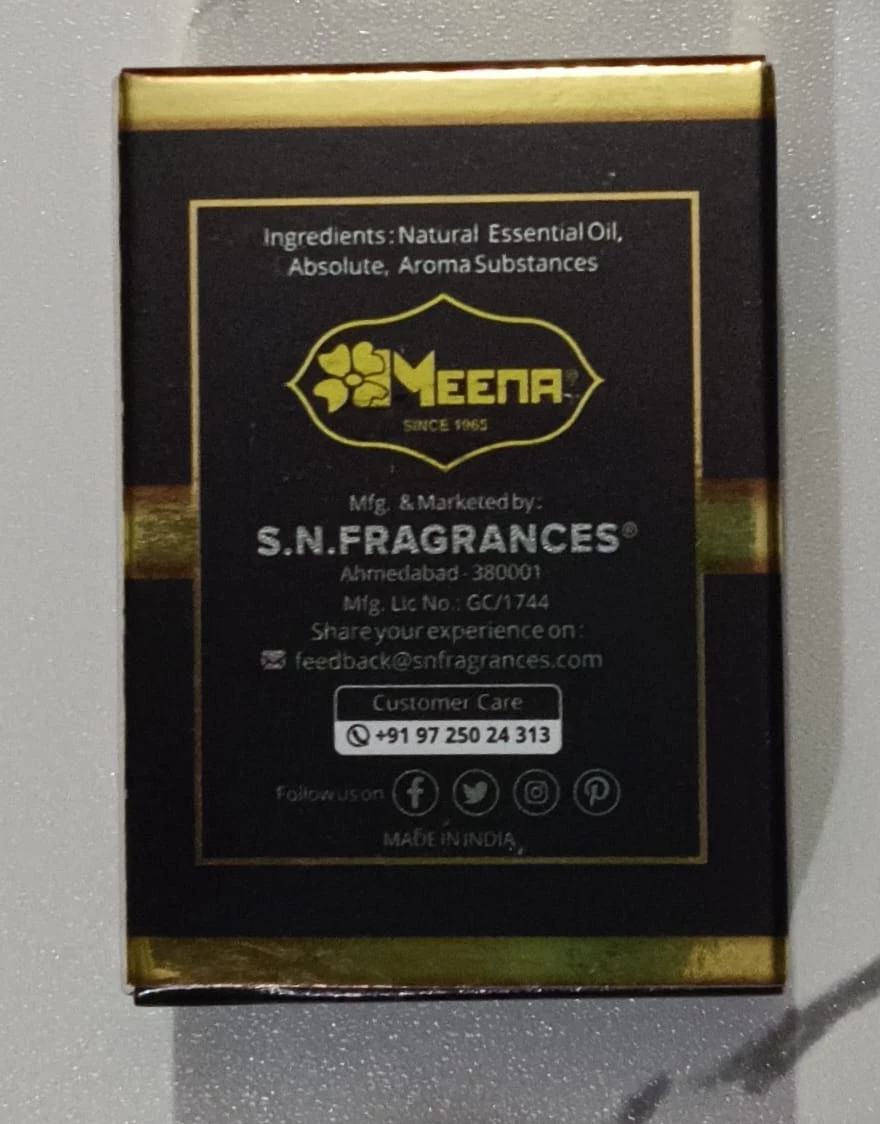 Ingredients: Natural Essential Oil,
Absolute, Aroma Substances
MEENA
SINCE 1965
Mfg. & Marketed by:
S.N.FRAGRANCES®
Ahmedabad - 380001
Mfg. Lic No.: GC/1744
Share your experience on:
feedback@snfragrances.com
Customer Care
+91 97 250 24 313
Follow us on
MADE IN INDIA